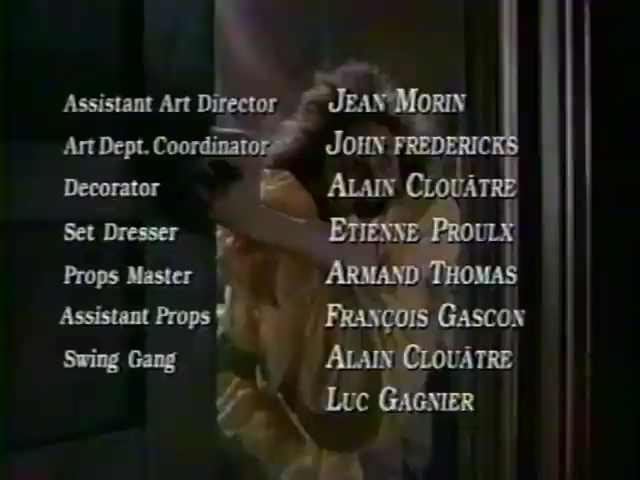 Assistant Art Director JEAN MORIN
Art Dept. Coordinator JOHN FREDERICKS
Decorator ALAIN CLOUÂTRE
Set Dresser ETIENNE PROULX
Props Master ARMAND THOMAS
Assistant Props FRANÇOIS GASCON
Swing Gang ALAIN CLOUÂTRE
LUC GAGNIER